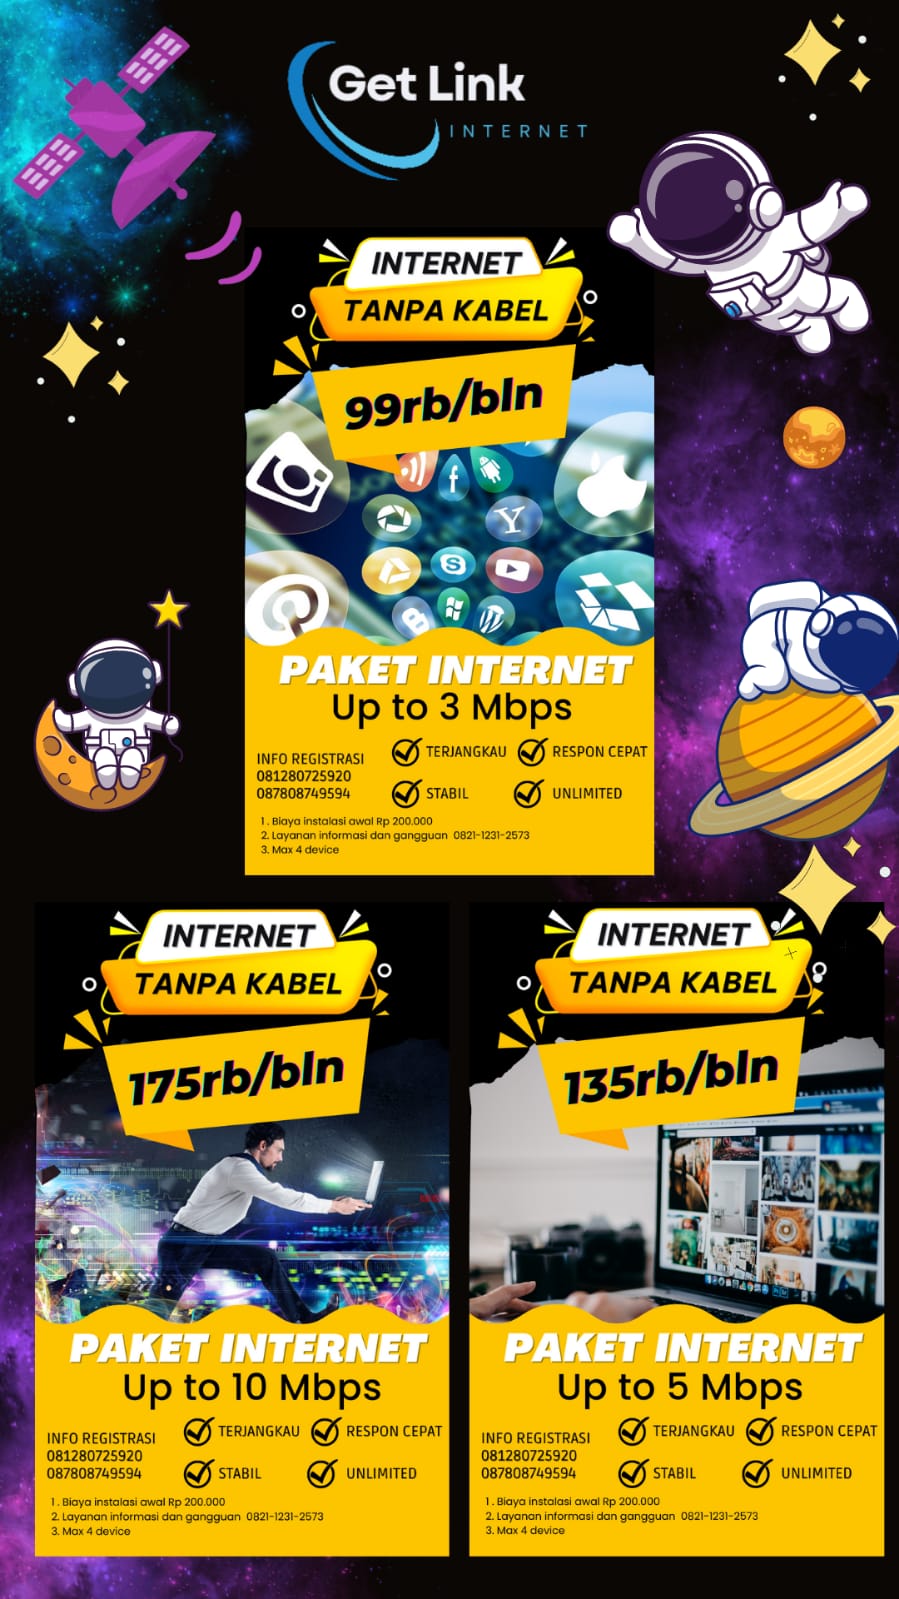 Get Link
INTERNET
INTERNET
TANPA KABEL
99rb/bln
PAKET INTERNET
Up to 3 Mbps
INFO REGISTRASI
081280725920
087808749594
TERJANGKAU
RESPON CEPAT
STABIL
UNLIMITED
1. Biaya instalasi awal Rp 200.000
2. Layanan informasi dan gangguan 0821-1231-2573
3. Max 4 device
INTERNET
TANPA KABEL
175rb/bln
PAKET INTERNET
Up to 10 Mbps
INFO REGISTRASI
081280725920
087808749594
TERJANGKAU
RESPON CEPAT
STABIL
UNLIMITED
1. Biaya instalasi awal Rp 200.000
2. Layanan informasi dan gangguan 0821-1231-2573
3. Max 4 device
INTERNET
TANPA KABEL
135rb/bln
PAKET INTERNET
Up to 5 Mbps
INFO REGISTRASI
081280725920
087808749594
TERJANGKAU
RESPON CEPAT
STABIL
UNLIMITED
1. Biaya instalasi awal Rp 200.000
2. Layanan informasi dan gangguan 0821-1231-2573
3. Max 4 device